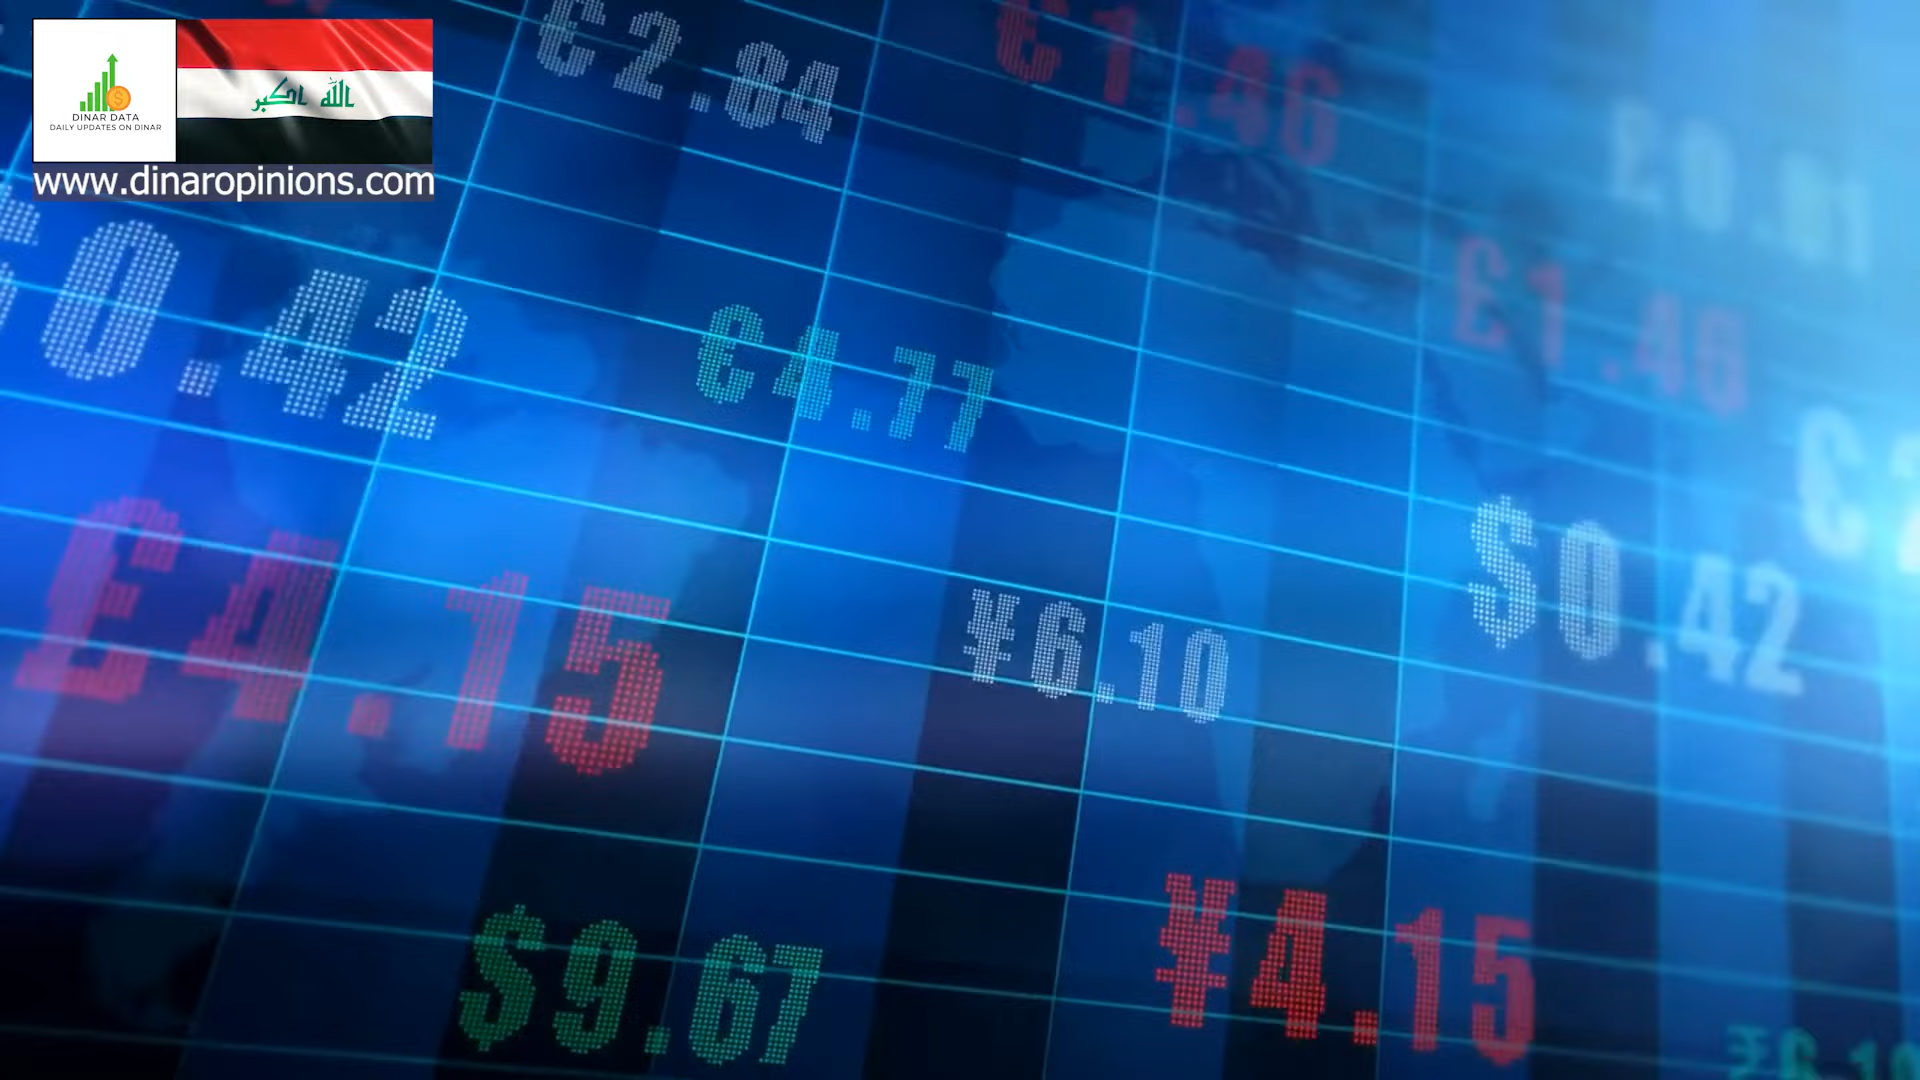 DINAR DATA
DAILY UPDATES ON DINAR
الله اكبر
www.dinaropinions.com
€2.84
€1.46
£0.81
£1.46
$0.42
€4.77
$0.42
£4.15
¥6.10
$9.67
¥4.15